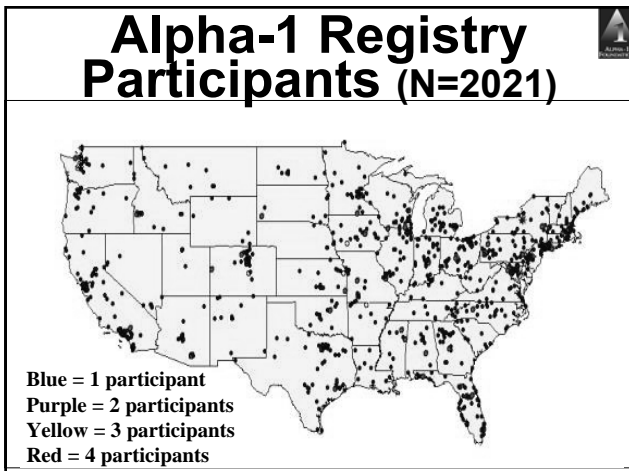 Alpha-1 Registry
Participants (N=2021)
Blue = 1 participant
Purple = 2 participants
Yellow = 3 participants
Red = 4 participants